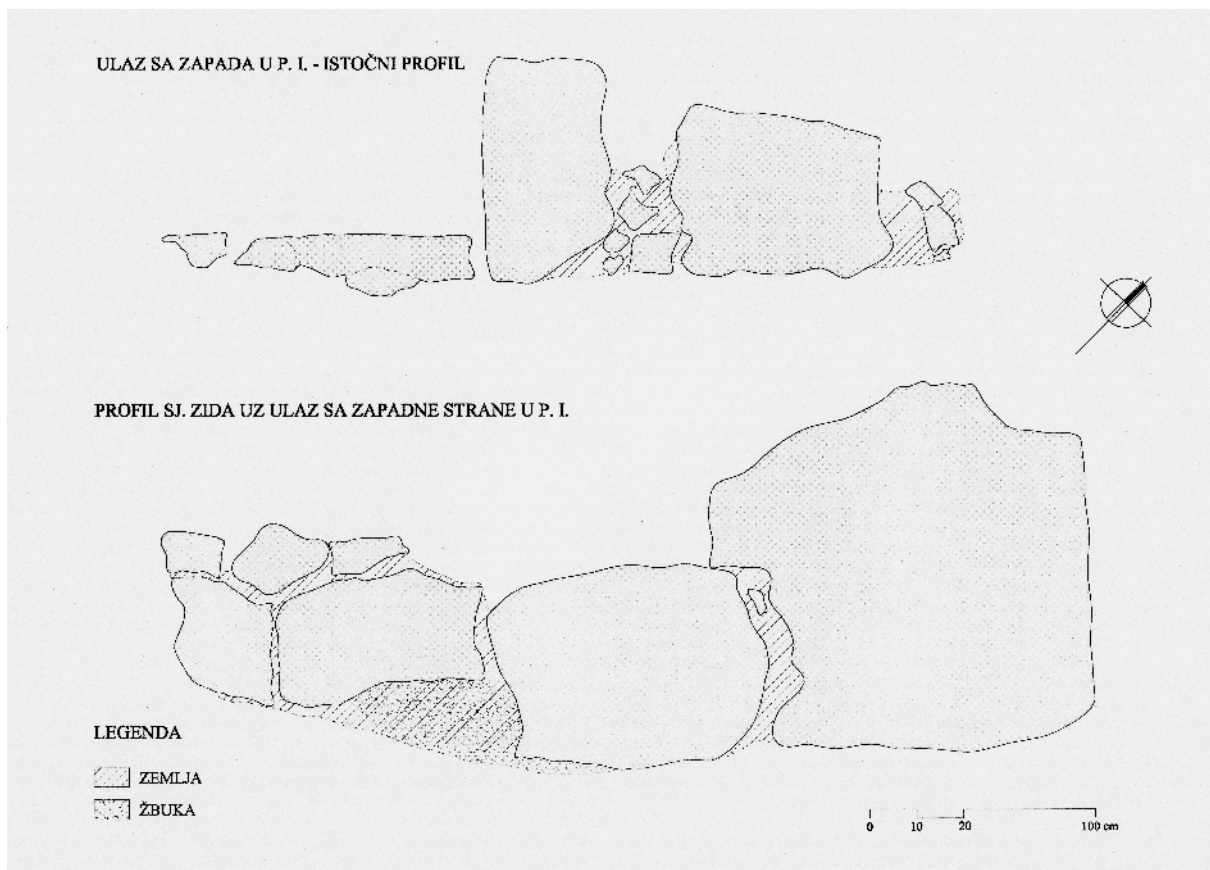 ULAZ SA ZAPADA U P. I. - ISTOČNI PROFIL
PROFIL SJ. ZIDA UZ ULAZ SA ZAPADNE STRANE U P. I.
LEGENDA
ZEMLJA
ŽBUKA
0 10 20 100 cm